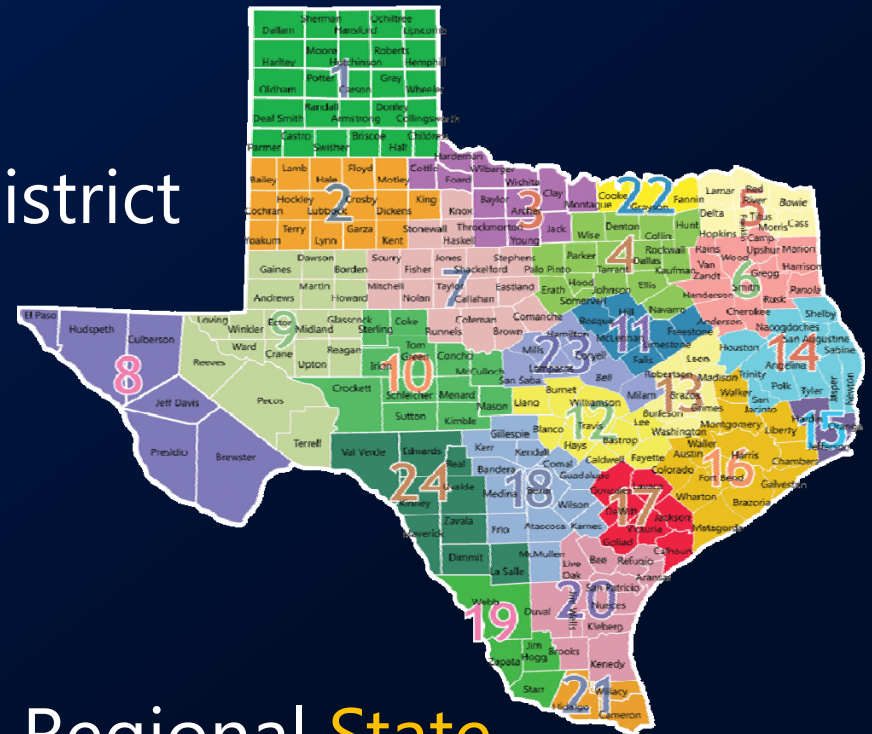 Sherman Ochiltree
Dallam Hansford Lipscomb
Moore Roberts
Hartley Hutchinson Hemphill
1
Potter Gray
Oldham Carson Wheeler
Randall Donley
Deaf Smith Armstrong Collingsworth
Castro Briscoe Childress
Parmer Swisher Hall
Hardeman
Lamb Floyd Cottle Wilbarger
Bailey Hale Motley Foard Wichita
istrict
2 3 22 5
Clay Cooke Lamar Red River Bowie
Hockley Crosby King Baylor Archer Montague Grayson Fannin
Cochran Lubbock Dickens Knox Delta Titus Morris Cass
Terry Garza Stonewall Throckmorton Jack Wise Denton Collin Hunt Hopkins Camp
Yoakum Lynn Kent Haskell Young
4 6
Rockwall Rains Wood Upshur Marion
Dawson Scurry Jones Stephens Parker Dallas Van Zandt Gregg Harrison
Gaines Borden Fisher Shackelford Palo Pinto Tarrant Kaufman Smith
7
Martin Mitchell Taylor Eastland Hood Johnson Ellis Henderson Rusk Panola
Andrews Howard Nolan Callahan Erath Somervell Navarro
9 23 11 14
El Paso Loving Glasscock Coke Coleman Comanche Hill Anderson Cherokee Shelby
Hudspeth Culberson Winkler Ector Midland Sterling Runnels Brown Hamilton Bosque McLennan Freestone Nacogdoches
Ward Tom Green Mills Coryell Limestone Houston San Augustine
Reeves Crane Upton Reagan Irion Concho McCulloch Lampasas Falls Leon Angelina Sabine
8 10 13
San Saba Bell Robertson Madison Trinity
Crockett Schleicher Menard Burnet Milam Brazos Walker Polk Tyler Jasper Newton
Jeff Davis Pecos Mason Llano Williamson Grimes San Jacinto
12 15
Sutton Kimble Blanco Travis Burleson Lee Washington Montgomery Liberty Hardin Orange
Terrell Gillespie Hays Bastrop Waller Jefferson
24 18 16
Presidio Brewster Val Verde Edwards Kerr Kendall Caldwell Fayette Austin Harris Chambers
Real Bandera Comal Guadalupe Colorado Fort Bend
Kinney Uvalde Medina Bexar Gonzales Lavaca Wharton Galveston
17
Wilson DeWitt Brazoria
Zavala Frio Atascosa Karnes Victoria Jackson Matagorda
Maverick Goliad
Dimmit La Salle McMullen Live Oak Bee Refugio Calhoun
Aransas
San Patricio
19 20
Webb Duval Jim Wells Nueces
Kleberg
Jim Hogg Brooks
Zapata Kenedy
21
Starr Willacy
Hidalgo Cameron
Regional State